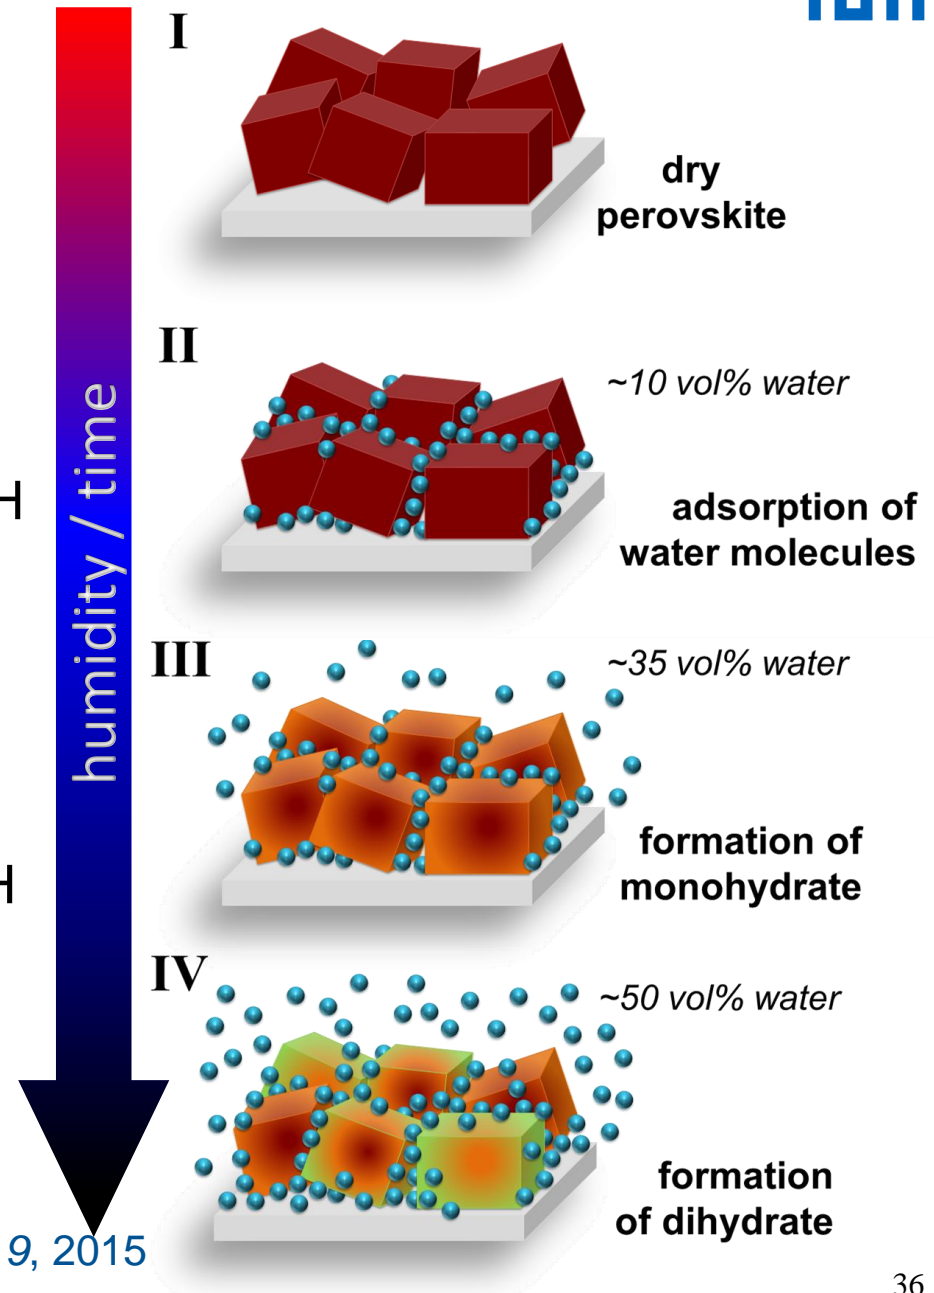 I
dry
perovskite
II
~10 vol% water
adsorption of
water molecules
humidity / time
III
~35 vol% water
formation of
monohydrate
IV
~50 vol% water
formation
of dihydrate
9, 2015
36